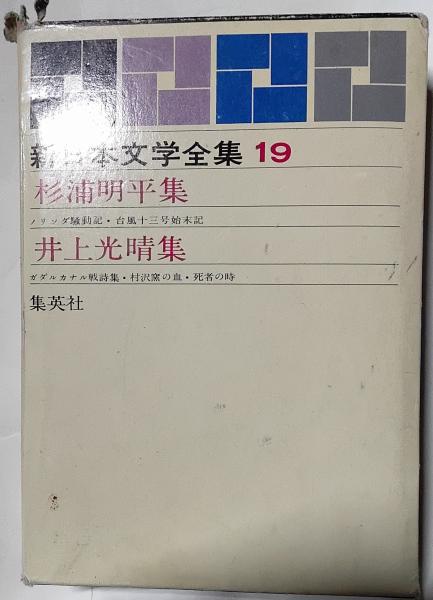 新日本文学全集 19
杉浦明平集
ノリソダ騒動記・台風十三号始末記
井上光晴集
ガダルカナル戦詩集・村沢窯の血・死者の時
集英社